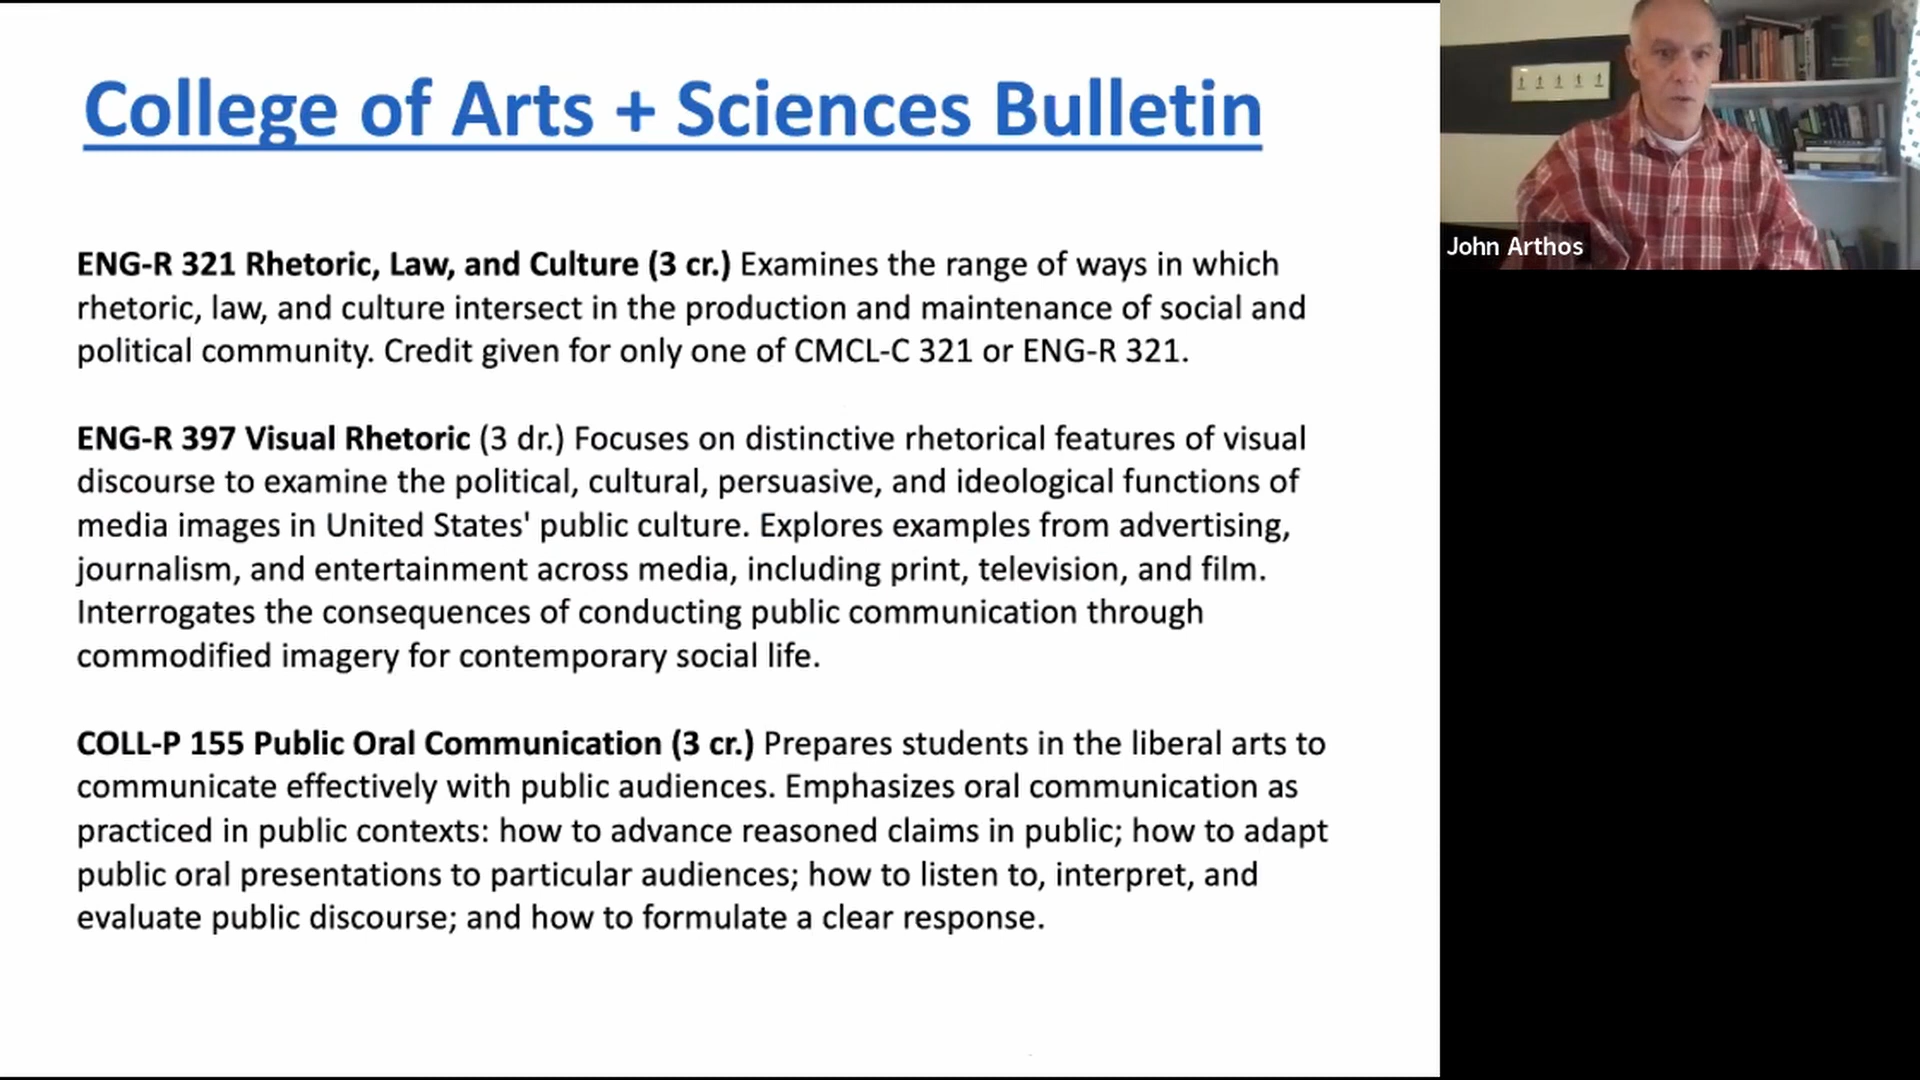 College of Arts + Sciences Bulletin
ENG-R 321 Rhetoric, Law, and Culture (3 cr.) Examines the range of ways in which
rhetoric, law, and culture intersect in the production and maintenance of social and
political community. Credit given for only one of CMCL-C 321 or ENG-R 321.
ENG-R 397 Visual Rhetoric (3 dr.) Focuses on distinctive rhetorical features of visual
discourse to examine the political, cultural, persuasive, and ideological functions of
media images in United States' public culture. Explores examples from advertising,
journalism, and entertainment across media, including print, television, and film.
Interrogates the consequences of conducting public communication through
commodified imagery for contemporary social life.
COLL-P 155 Public Oral Communication (3 cr.) Prepares students in the liberal arts to
communicate effectively with public audiences. Emphasizes oral communication as
practiced in public contexts: how to advance reasoned claims in public; how to adapt
public oral presentations to particular audiences; how to listen to, interpret, and
evaluate public discourse; and how to formulate a clear response.
John Arthos